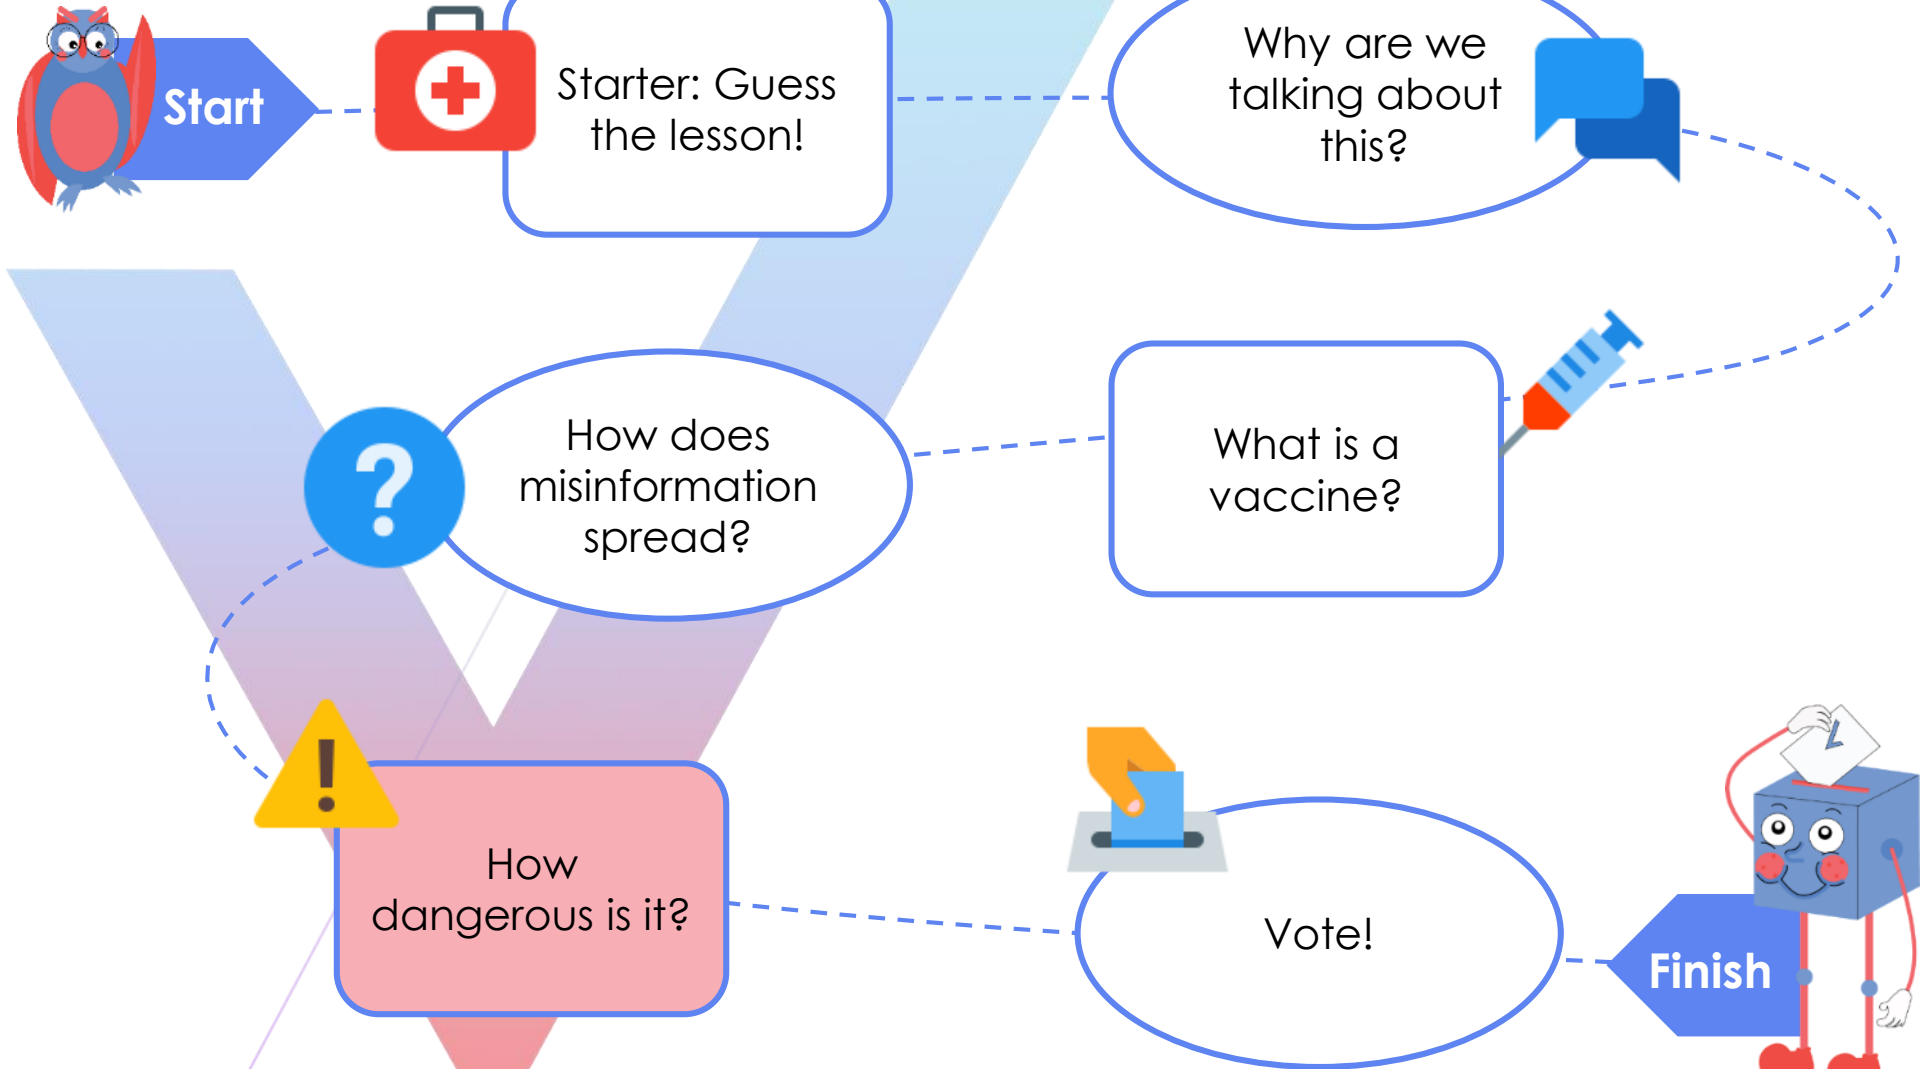 Start
Starter: Guess
the lesson!
Why are we
talking about
this?
What is a
vaccine?
How does
misinformation
spread?
How
dangerous is it?
Vote!
Finish